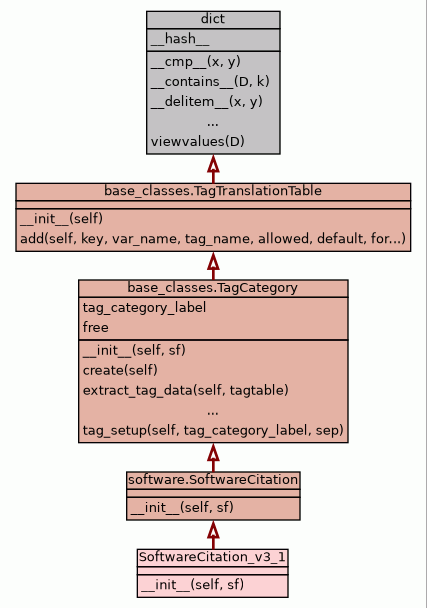 dict
__hash__
__cmp__(x, y)
__contains__(D, k)
__delitem__(x, y)
...
viewvalues(D)
base_classes.TagTranslationTable
__init__(self)
add(self, key, var_name, tag_name, allowed, default, for...)
base_classes.TagCategory
tag_category_label
free
__init__(self, sf)
create(self)
extract_tag_data(self, tagtable)
...
tag_setup(self, tag_category_label, sep)
software.SoftwareCitation
__init__(self, sf)
SoftwareCitation_v3_1
__init__(self, sf)